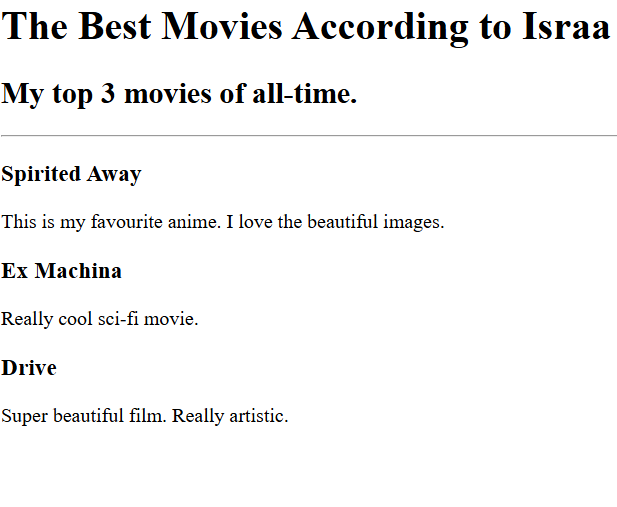 The Best Movies According to Israa
My top 3 movies of all-time.
Spirited Away
This is my favourite anime. I love the beautiful images.
Ex Machina
Really cool sci-fi movie.
Drive
Super beautiful film. Really artistic.